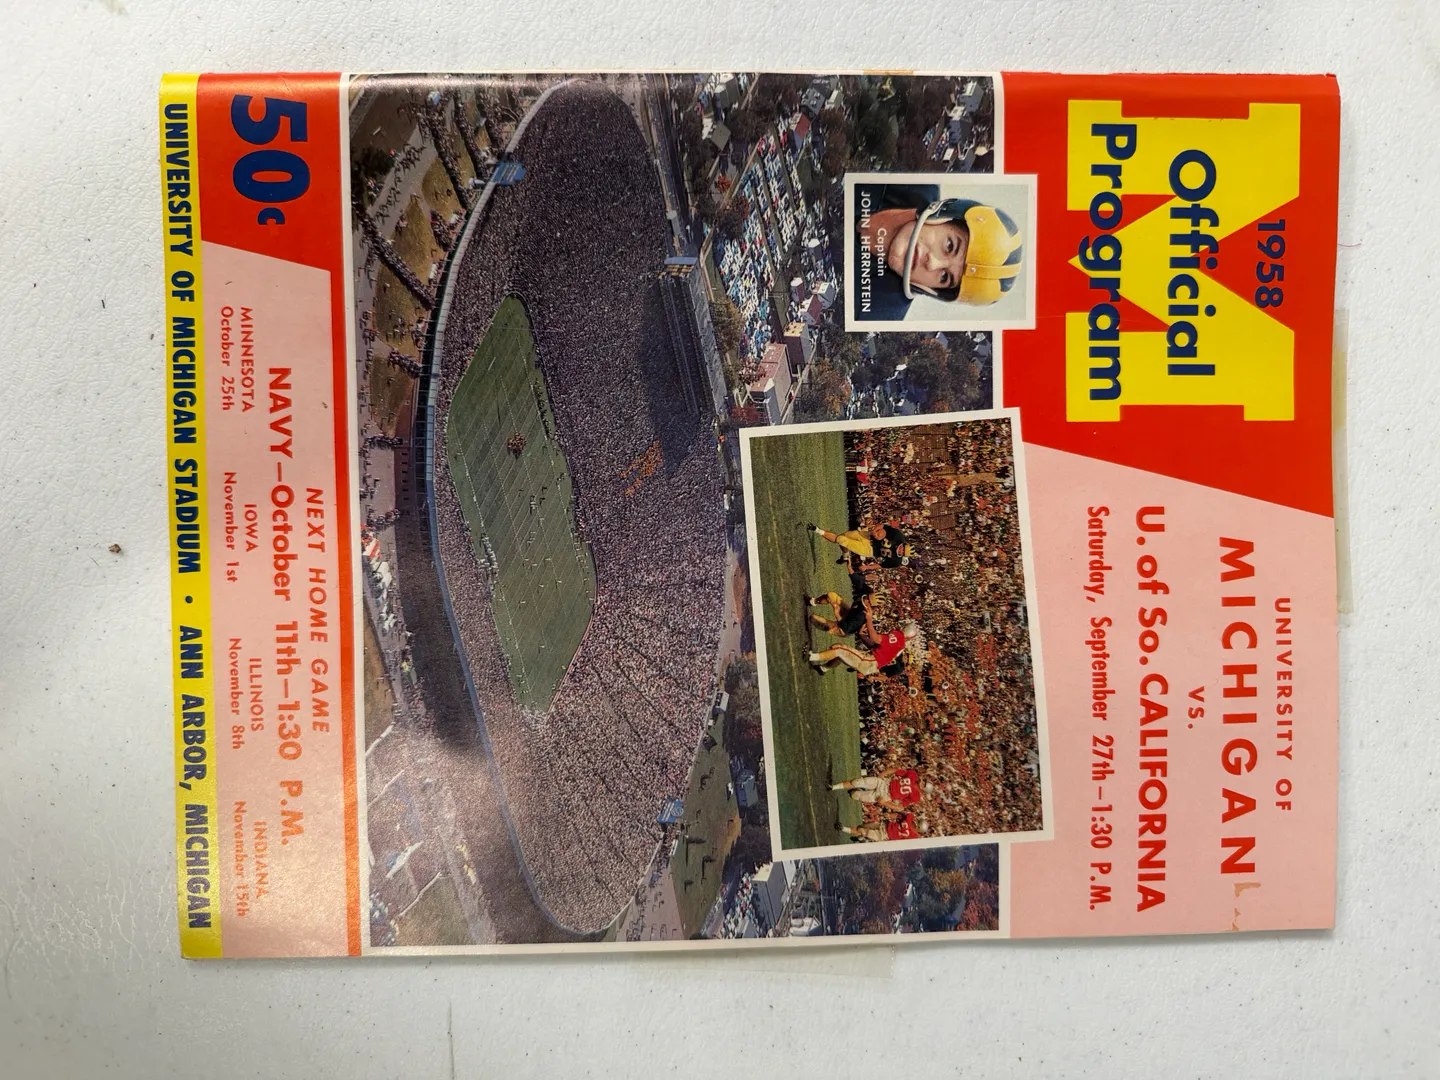 1958
Official
Program
UNIVERSITY OF
MICHIGAN
VS.
U. of So. CALIFORNIA
Saturday, September 27th—1:30 P.M.
Captain
JOHN HERRNSTEIN
50c
NEXT HOME GAME
NAVY—October 11th—1:30 P.M.
MINNESOTA
October 25th
IOWA
November 1st
ILLINOIS
November 8th
INDIANA
November 15th
UNIVERSITY OF MICHIGAN STADIUM • ANN ARBOR, MICHIGAN